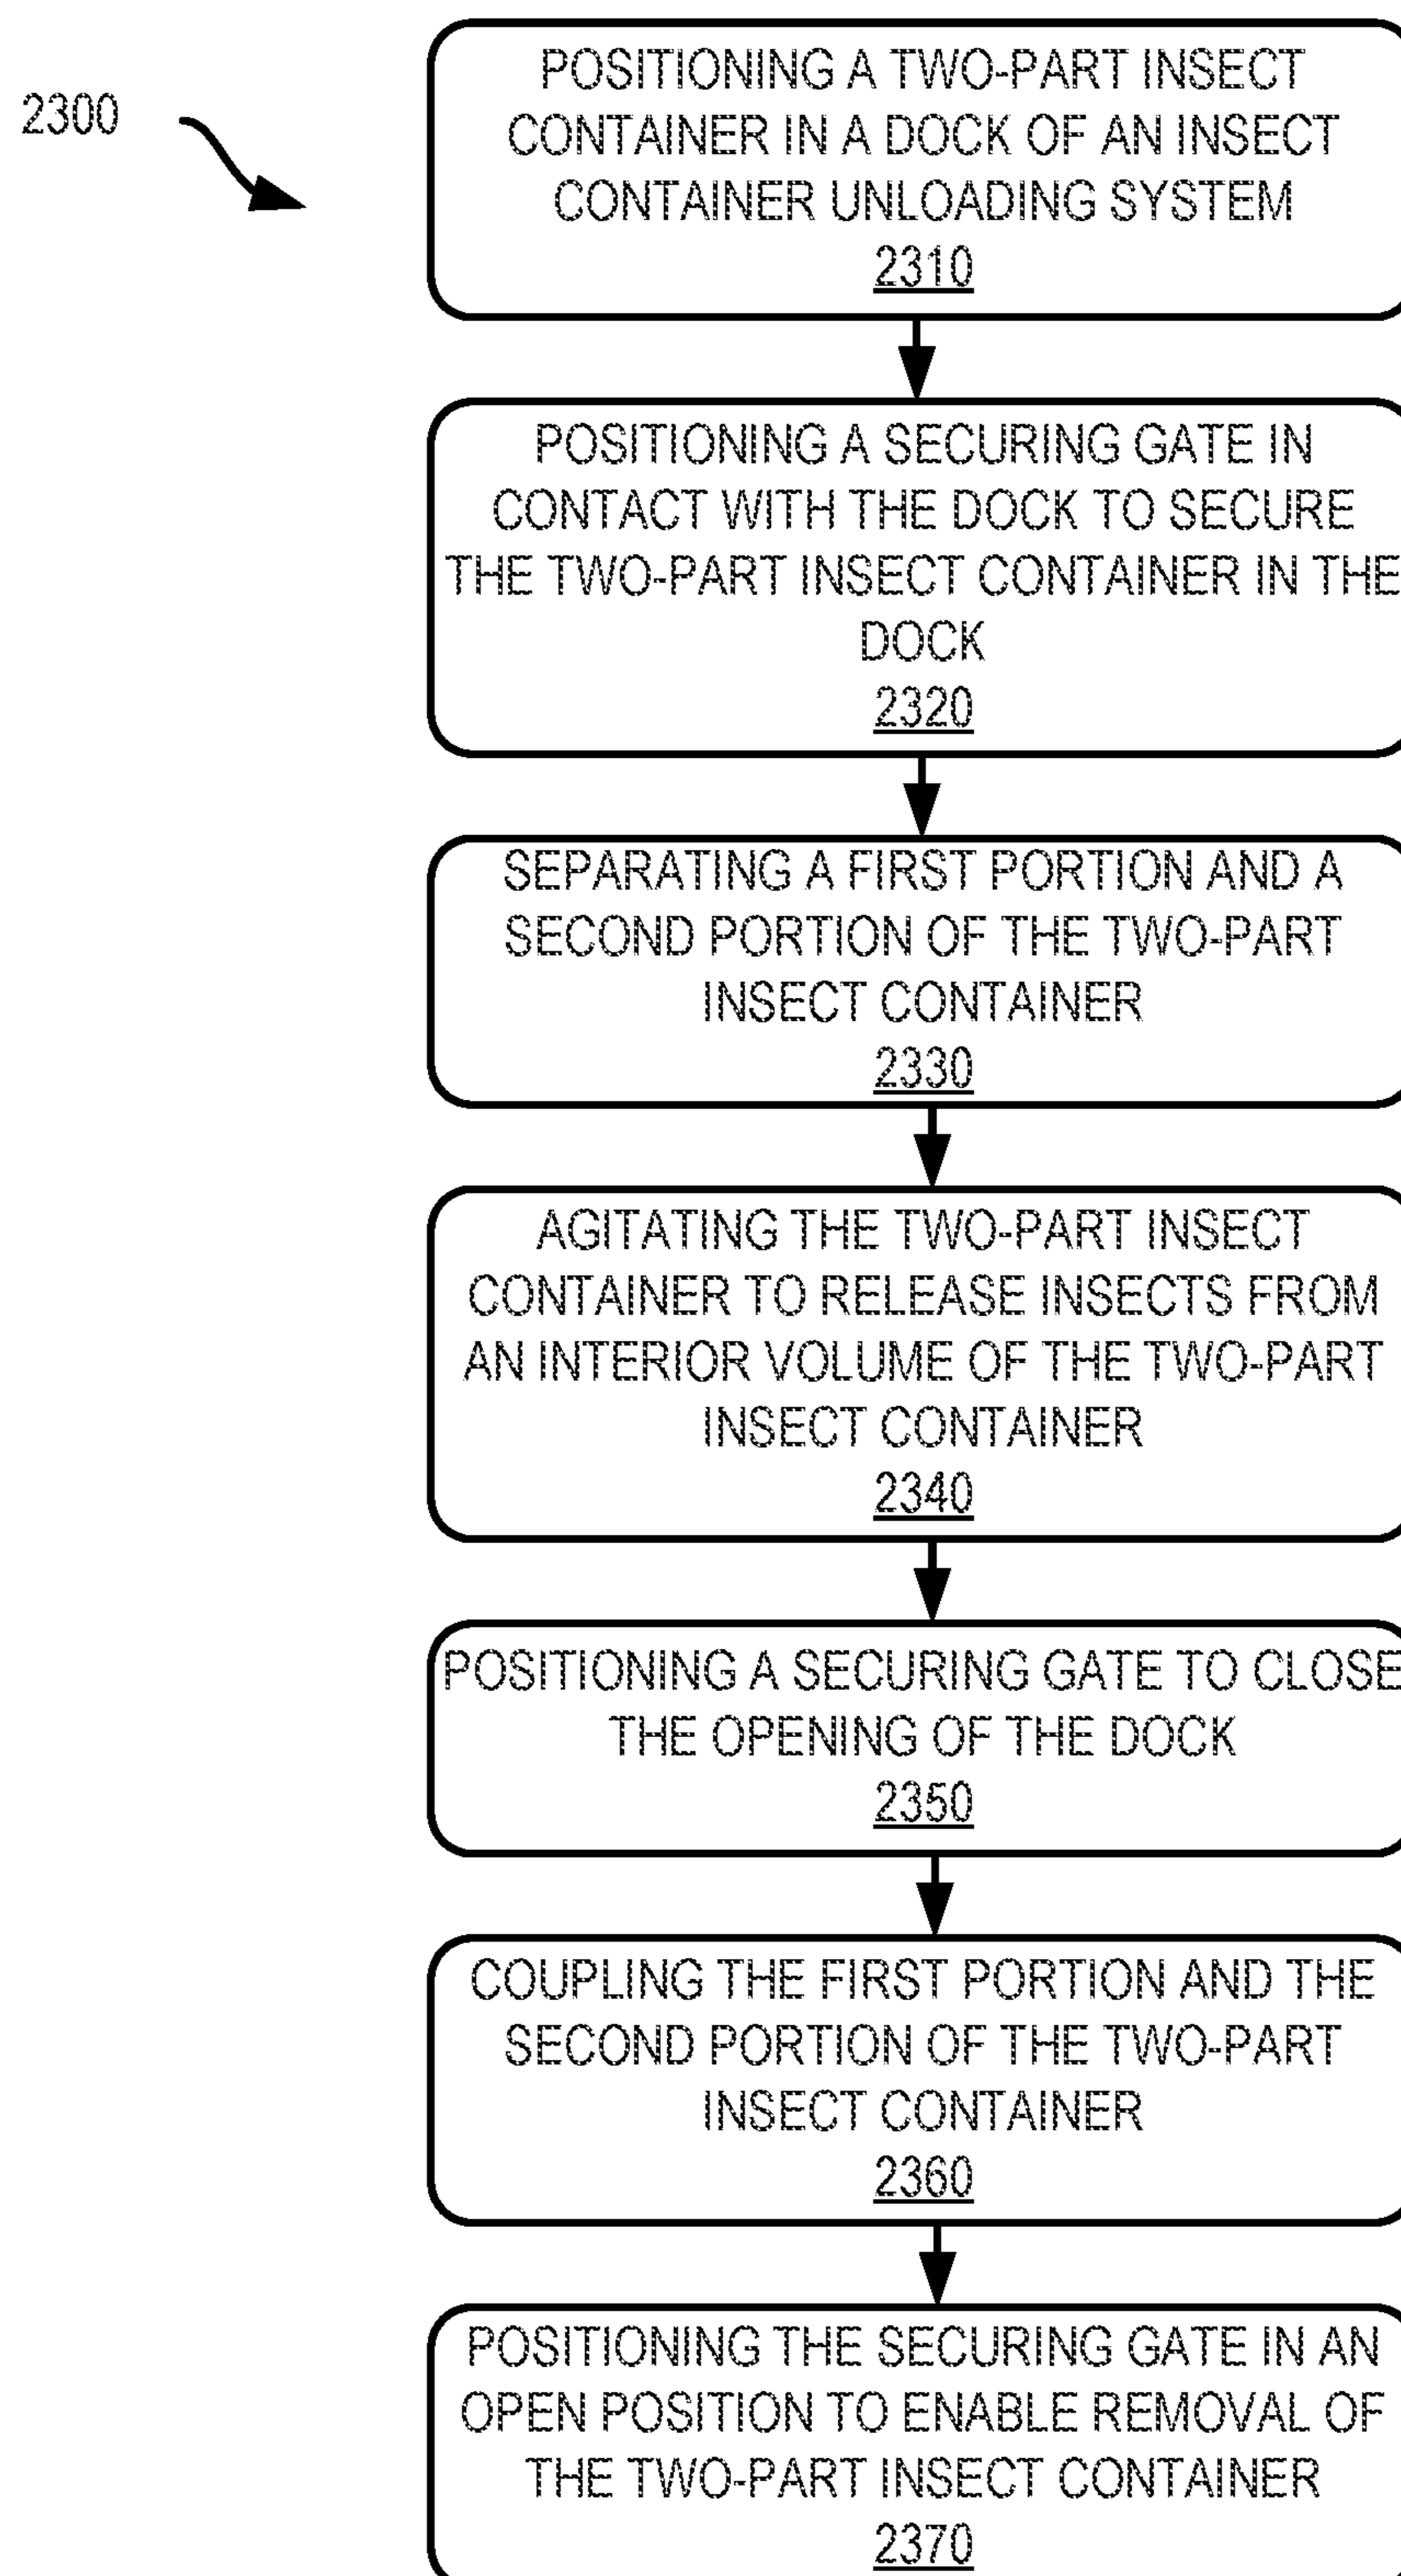 2300
POSITIONING A TWO-PART INSECT
CONTAINER IN A DOCK OF AN INSECT
CONTAINER UNLOADING SYSTEM
2310
POSITIONING A SECURING GATE IN
CONTACT WITH THE DOCK TO SECURE
THE TWO-PART INSECT CONTAINER IN THE
DOCK
2320
SEPARATING A FIRST PORTION AND A
SECOND PORTION OF THE TWO-PART
INSECT CONTAINER
2330
AGITATING THE TWO-PART INSECT
CONTAINER TO RELEASE INSECTS FROM
AN INTERIOR VOLUME OF THE TWO-PART
INSECT CONTAINER
2340
POSITIONING A SECURING GATE TO CLOSE
THE OPENING OF THE DOCK
2350
COUPLING THE FIRST PORTION AND THE
SECOND PORTION OF THE TWO-PART
INSECT CONTAINER
2360
POSITIONING THE SECURING GATE IN AN
OPEN POSITION TO ENABLE REMOVAL OF
THE TWO-PART INSECT CONTAINER
2370